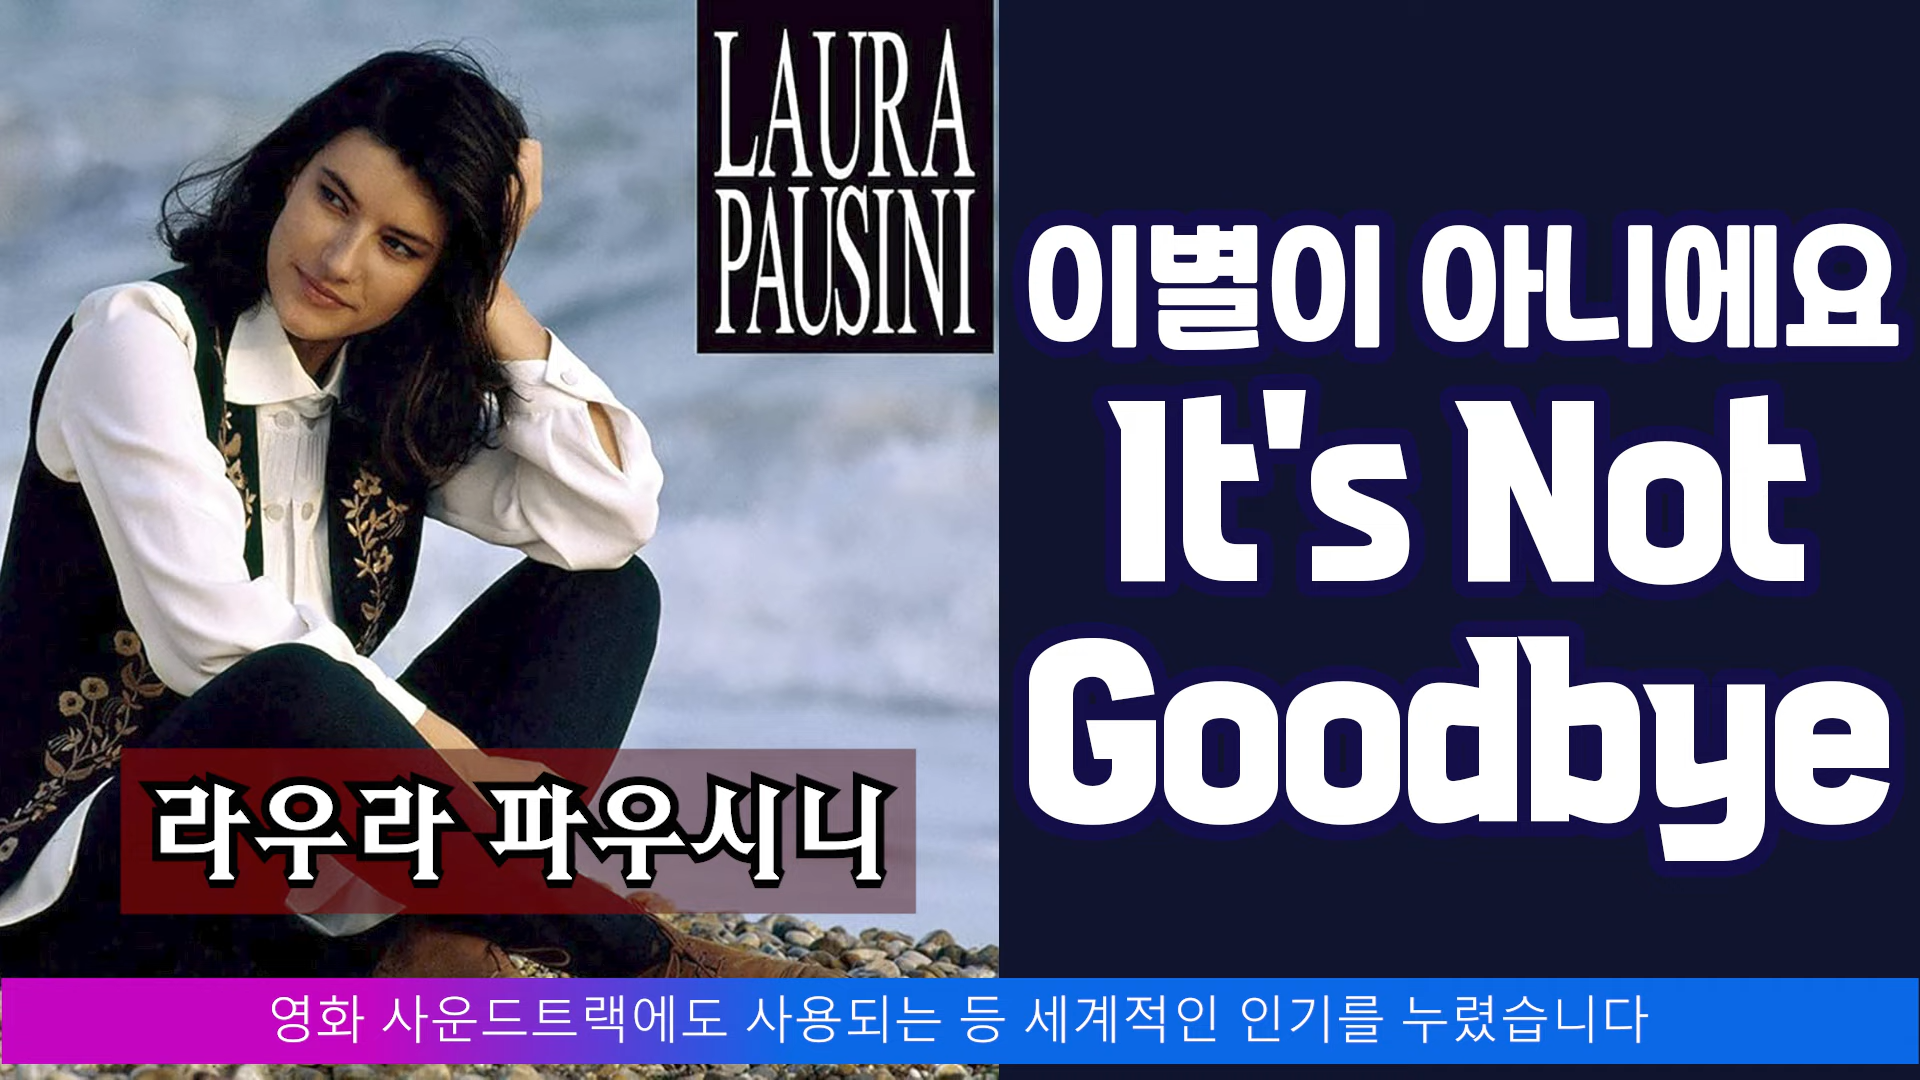 LAURA
PAUSINI
라우라 파우시니
이별이 아니에요
It's Not
Goodbye
영화 사운드트랙에도 사용되는 등 세계적인 인기를 누렸습니다